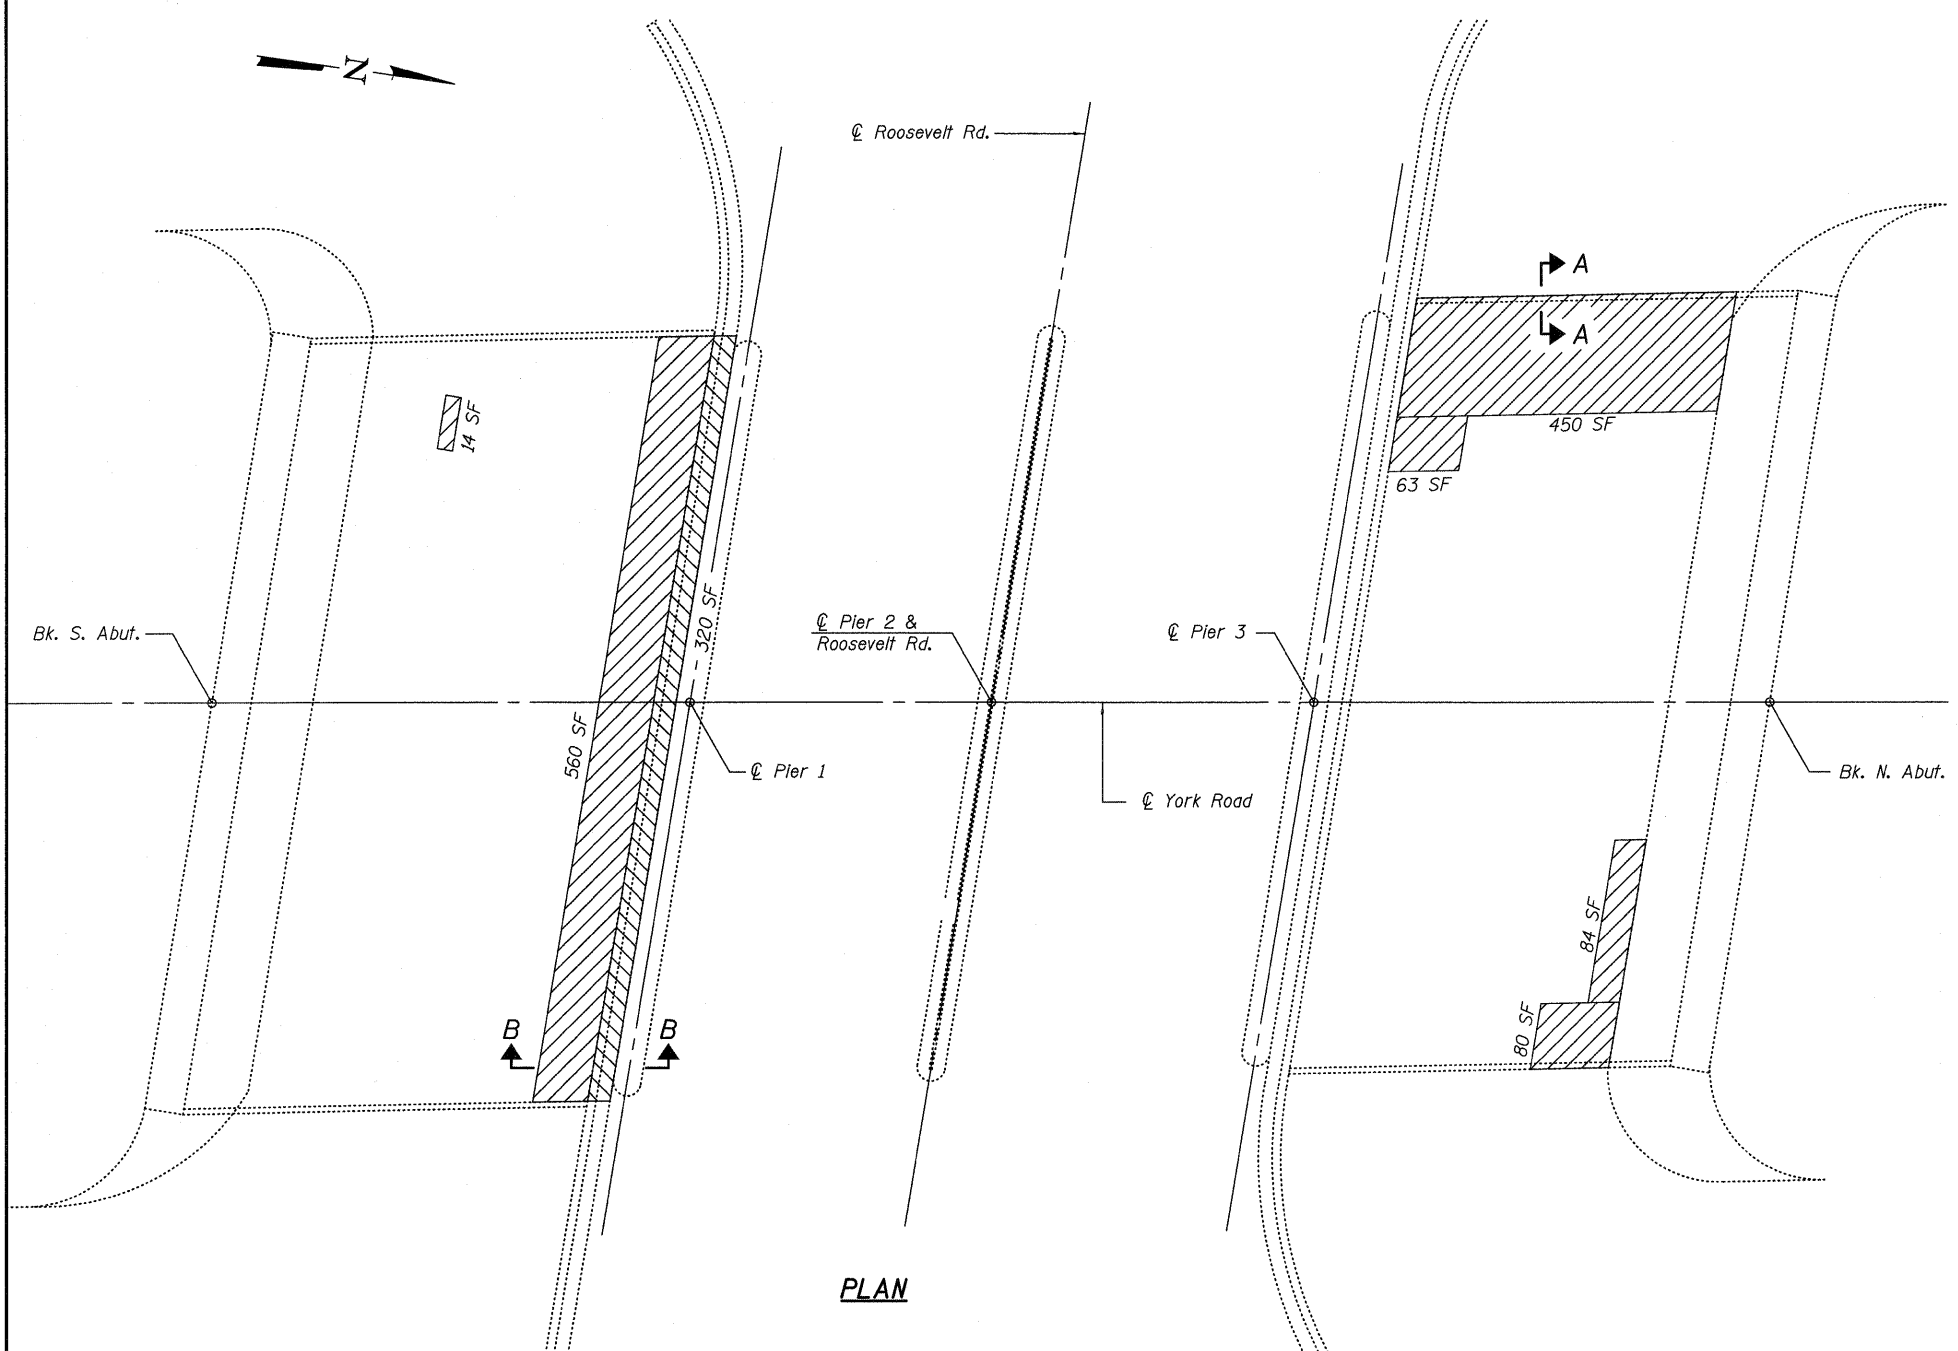 N
℄ Roosevelt Rd.
A
A
14 SF
450 SF
63 SF
320 SF
Bk. S. Abut.
℄ Pier 2 &
Roosevelt Rd.
℄ Pier 3
560 SF
℄ Pier 1
℄ York Road
Bk. N. Abut.
84 SF
80 SF
B
B
PLAN